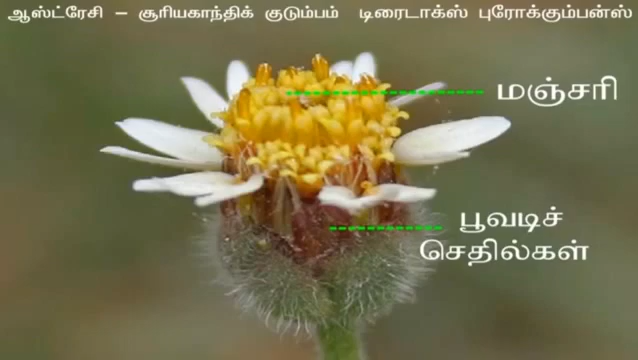 ஆஸ்ட்ரேசி – சூரியகாந்திக் குடும்பம் டிரைடாக்ஸ் புரோக்கும்பன்ஸ்
மஞ்சரி
பூவடிச்
செதில்கள்